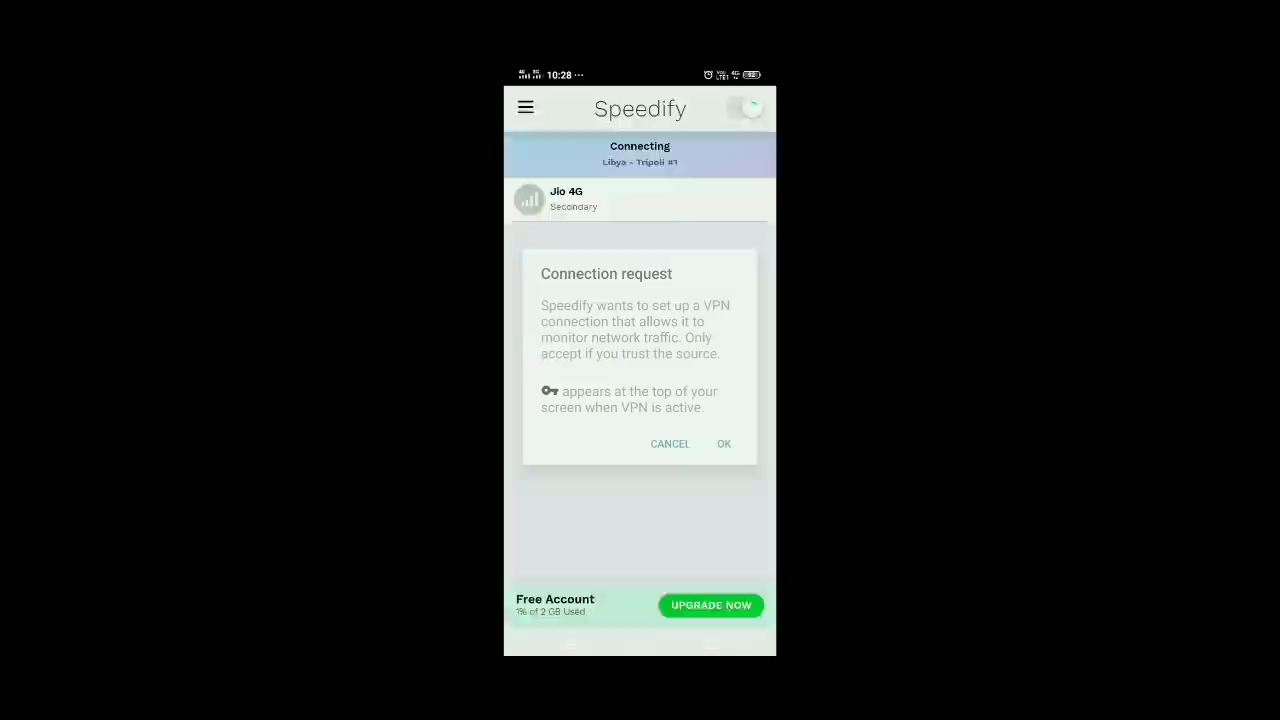 10:28 ...
4G 92
Speedify
Connecting
Libya - Tripoli #1
Jio 4G
Secondary
Connection request
Speedify wants to set up a VPN
connection that allows it to
monitor network traffic. Only
accept if you trust the source.
appears at the top of your
screen when VPN is active.
CANCEL OK
Free Account
1% of 2 GB Used
UPGRADE NOW